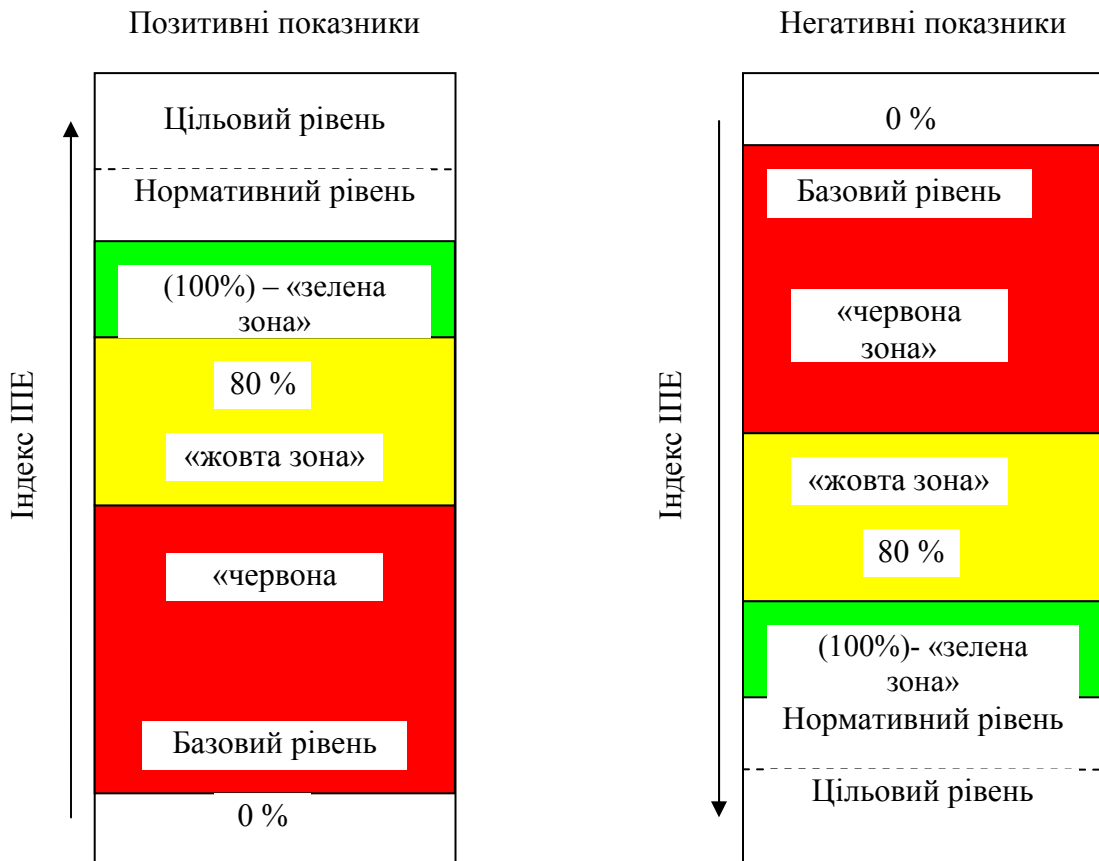 Позитивні показники
Цільовий рівень
Нормативний рівень
(100%) – «зелена
зона»
80 %
«жовта зона»
«червона
Базовий рівень
0 %
Індекс ІПЕ
Негативні показники
0 %
Базовий рівень
«червона
зона»
«жовта зона»
80 %
(100%)- «зелена
зона»
Нормативний рівень
Цільовий рівень
Індекс ІПЕ